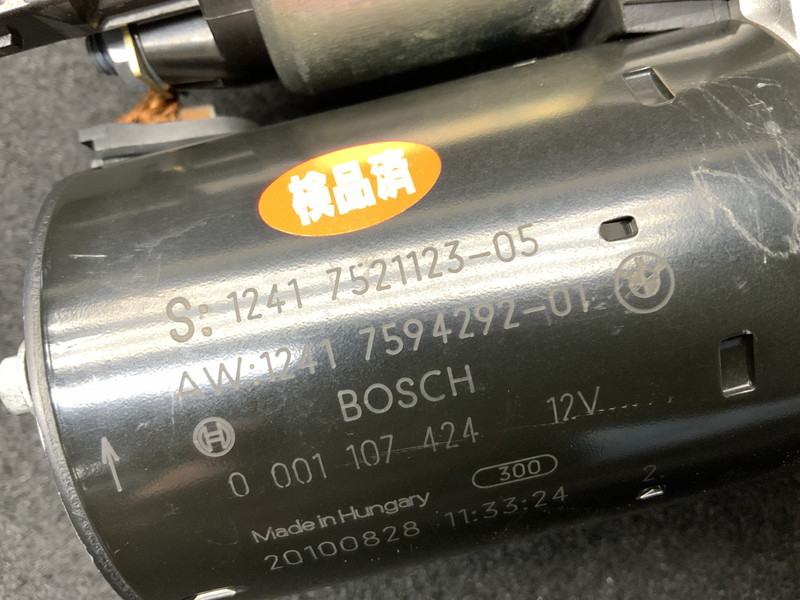 検品済
S: 1241 7521123-05
AW: 1241 7594292-01
BOSCH
0 001 107 424 12V
300
Made in Hungary
20100828 11:33:24
2